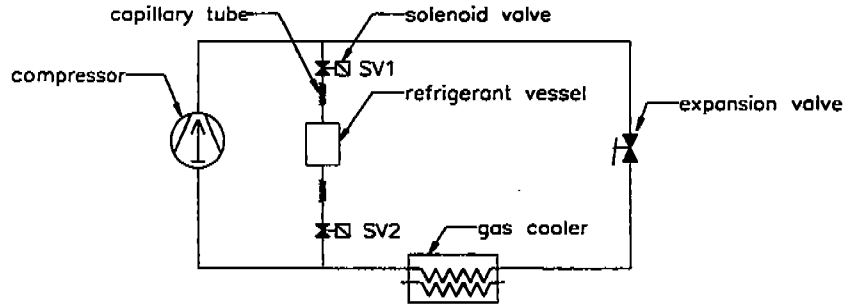 capillary tube
solenoid valve
compressor
SV1
refrigerant vessel
expansion valve
SV2
gas cooler